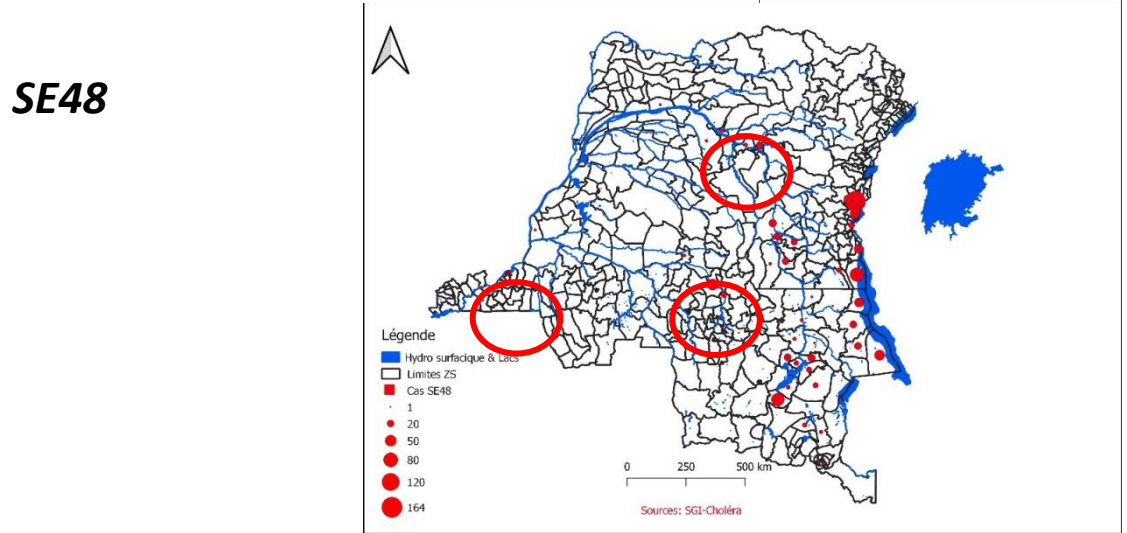 SE48
Légende
Hydro surfacique & Lacs
Limites ZS
Cas SE48
1
20
50
80
120
164
0 250 500 km
Sources: SGI-Choléra